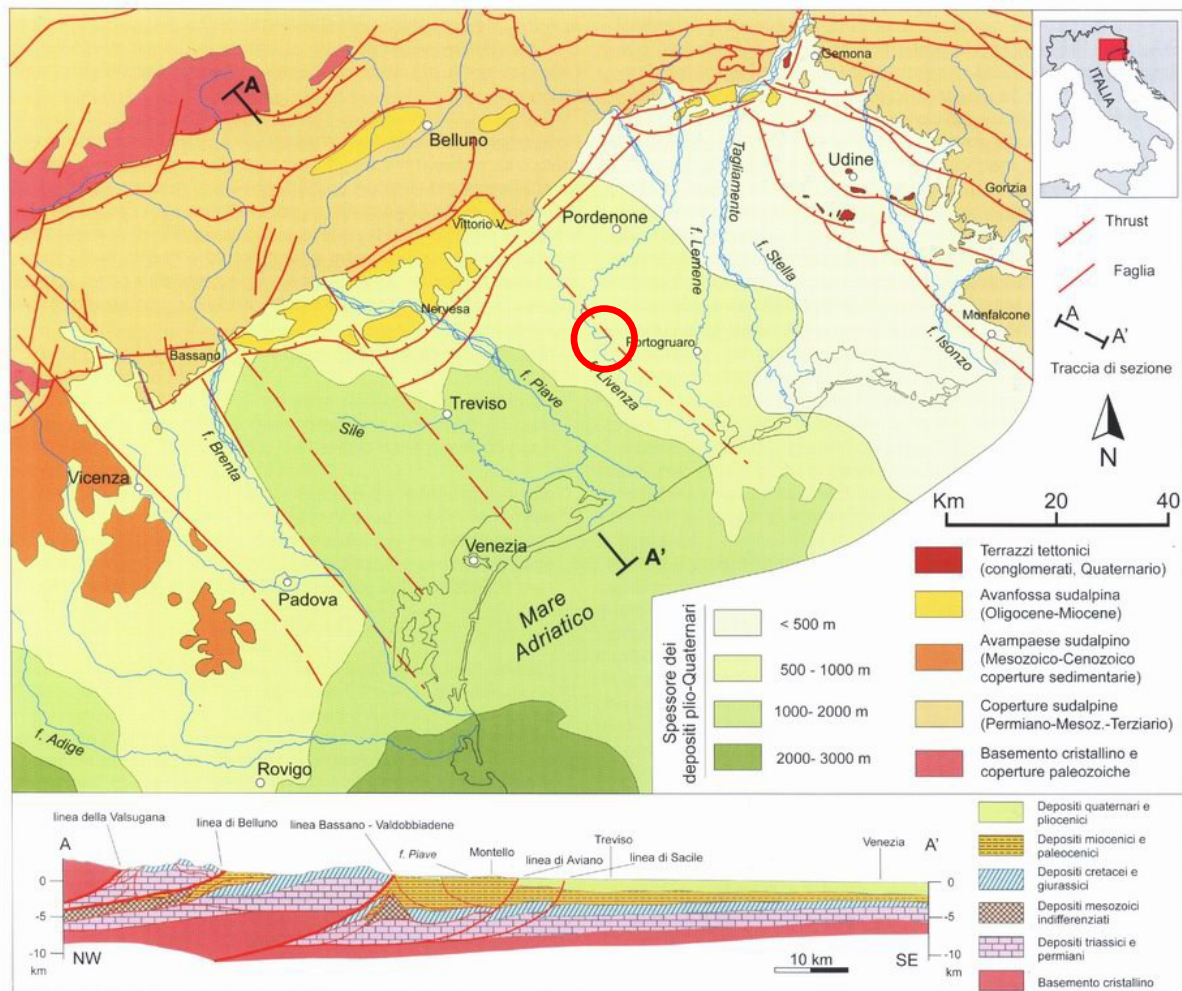 Gemona
A
Belluno
Tagliamento
Udine
Gorizia
ITALIA
Vittorio V.
Pordenone
f. Lemene
f. Stella
Thrust
Faglia
Nervesa
Monfalcone
A
A'
Bassano
Portogruaro
f. Isonzo
Traccia di sezione
f. Livenza
f. Piave
Treviso
Sile
N
f. Brenta
Vicenza
Km 20 40
Venezia
A'
Padova
Mare
Adriatico
Spessore dei
depositi plio-Quaternari
< 500 m
500 - 1000 m
1000- 2000 m
2000- 3000 m
Terrazzi tettonici
(conglomerati, Quaternario)
Avanfossa sudalpina
(Oligocene-Miocene)
Avampaese sudalpino
(Mesozoico-Cenozoico
coperture sedimentarie)
Coperture sudalpine
(Permiano-Mesoz.-Terziario)
Basemento cristallino e
coperture paleozoiche
f. Adige
Rovigo
linea della Valsugana
linea di Belluno
linea Bassano - Valdobbiadene
Treviso
Venezia
A
f. Piave
Montello
linea di Aviano
linea di Sacile
A'
0
-5
-10
km
NW
10 km
SE
0
-5
-10
km
Depositi quaternari e
pliocenici
Depositi miocenici e
paleocenici
Depositi cretacei e
giurassici
Depositi mesozoici
indifferenziati
Depositi triassici e
permiani
Basemento cristallino